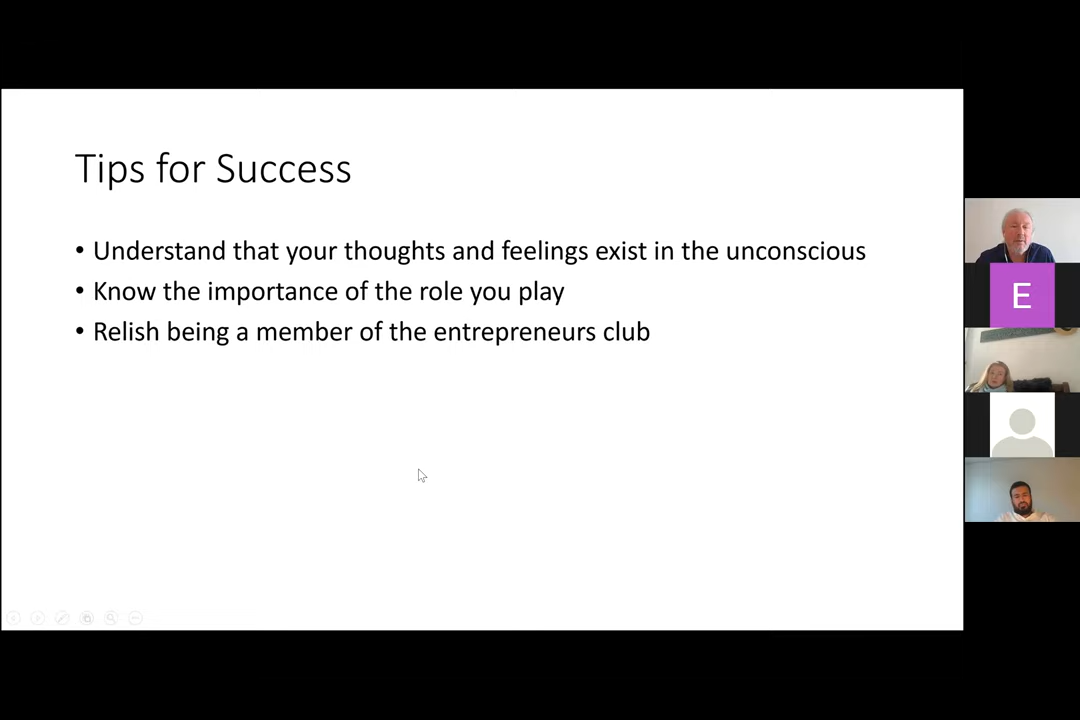 Tips for Success
• Understand that your thoughts and feelings exist in the unconscious
• Know the importance of the role you play
• Relish being a member of the entrepreneurs club
E